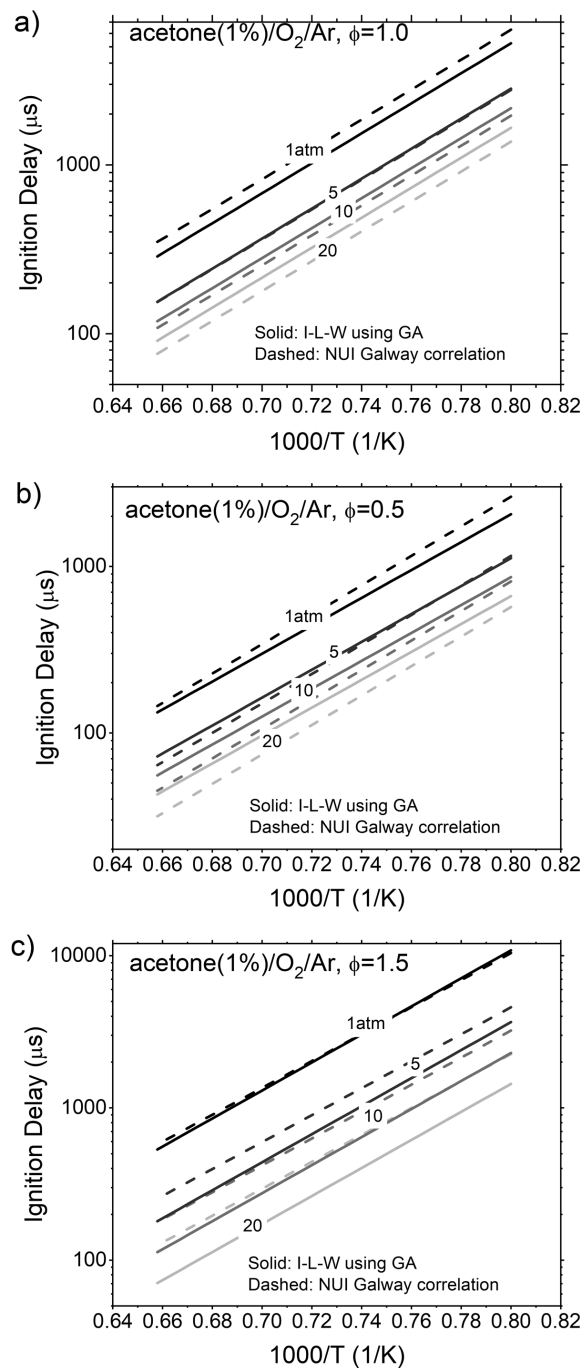 a)
acetone(1%)/O₂/Ar, ϕ=1.0
1000
100
1atm
5
10
20
Ignition Delay (μs)
Solid: I-L-W using GA
Dashed: NUI Galway correlation
0.64 0.66 0.68 0.70 0.72 0.74 0.76 0.78 0.80 0.82
1000/T (1/K)
b)
acetone(1%)/O₂/Ar, ϕ=0.5
1000
100
1atm
5
10
20
Ignition Delay (μs)
Solid: I-L-W using GA
Dashed: NUI Galway correlation
0.64 0.66 0.68 0.70 0.72 0.74 0.76 0.78 0.80 0.82
1000/T (1/K)
c)
acetone(1%)/O₂/Ar, ϕ=1.5
10000
1000
100
1atm
5
10
20
Ignition Delay (μs)
Solid: I-L-W using GA
Dashed: NUI Galway correlation
0.64 0.66 0.68 0.70 0.72 0.74 0.76 0.78 0.80 0.82
1000/T (1/K)